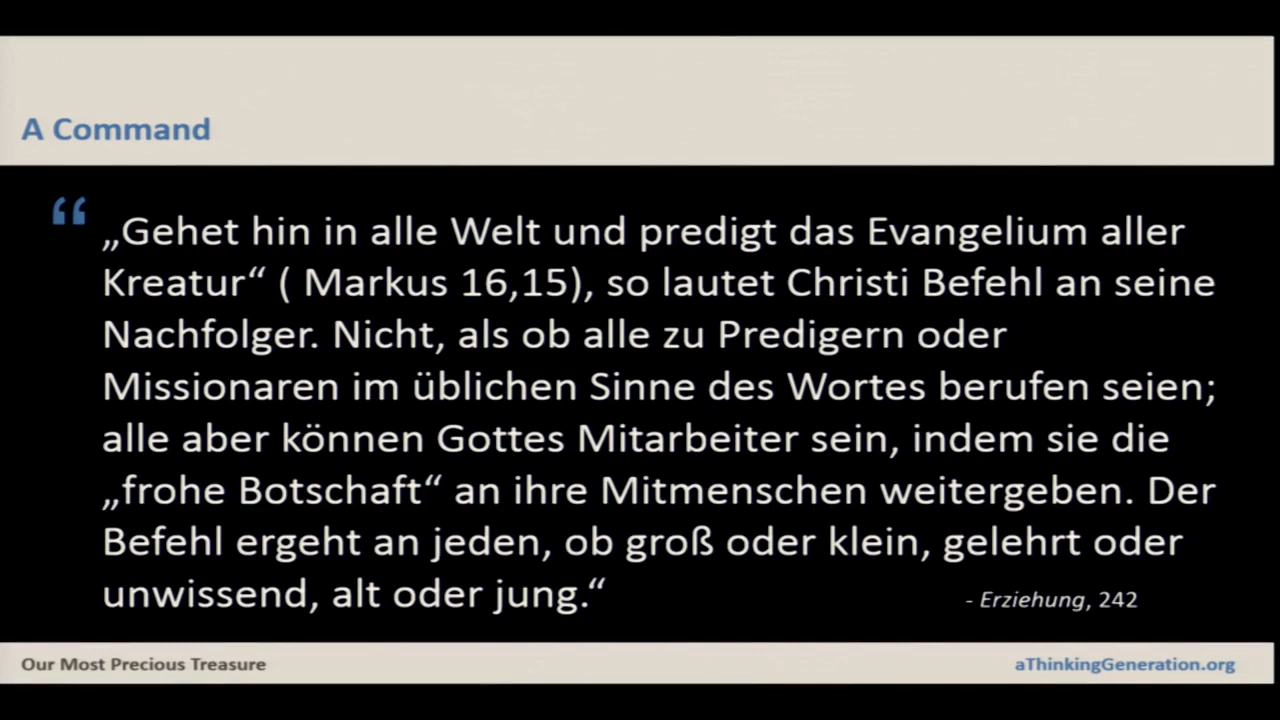 A Command
“
„Gehet hin in alle Welt und predigt das Evangelium aller
Kreatur“ ( Markus 16,15), so lautet Christi Befehl an seine
Nachfolger. Nicht, als ob alle zu Predigern oder
Missionaren im üblichen Sinne des Wortes berufen seien;
alle aber können Gottes Mitarbeiter sein, indem sie die
„frohe Botschaft“ an ihre Mitmenschen weitergeben. Der
Befehl ergeht an jeden, ob groß oder klein, gelehrt oder
unwissend, alt oder jung.“
- Erziehung, 242
Our Most Precious Treasure
aThinkingGeneration.org